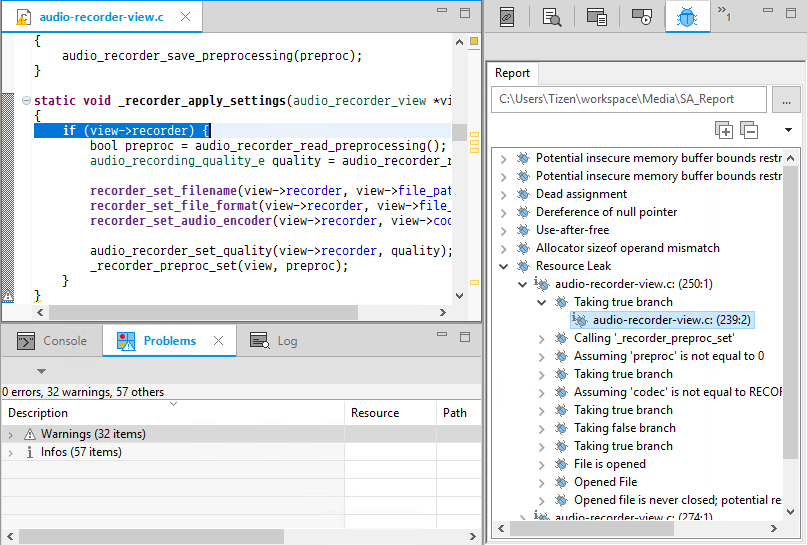 audio-recorder-view.c
{
audio_recorder_save_preprocessing(preproc);
}
static void _recorder_apply_settings(audio_recorder_view *vi
{
if (view->recorder) {
bool preproc = audio_recorder_read_preprocessing();
audio_recording_quality_e quality = audio_recorder_r
recorder_set_filename(view->recorder, view->file_pat
recorder_set_file_format(view->recorder, view->file_
recorder_set_audio_encoder(view->recorder, view->cod
audio_recorder_set_quality(view->recorder, quality);
_recorder_preproc_set(view, preproc);
}
}
Console
Problems
Log
0 errors, 32 warnings, 57 others
Description Resource Path
Warnings (32 items)
Infos (57 items)
»1
Report
C:\Users\Tizen\workspace\Media\SA_Report
...
Potential insecure memory buffer bounds restr
Potential insecure memory buffer bounds restr
Dead assignment
Dereference of null pointer
Use-after-free
Allocator sizeof operand mismatch
Resource Leak
audio-recorder-view.c: (250:1)
Taking true branch
audio-recorder-view.c: (239:2)
Calling '_recorder_preproc_set'
Assuming 'preproc' is not equal to 0
Taking true branch
Assuming 'codec' is not equal to RECOR
Taking true branch
Taking false branch
Taking true branch
File is opened
Opened File
Opened file is never closed; potential re
audio-recorder-view.c: (274:1)